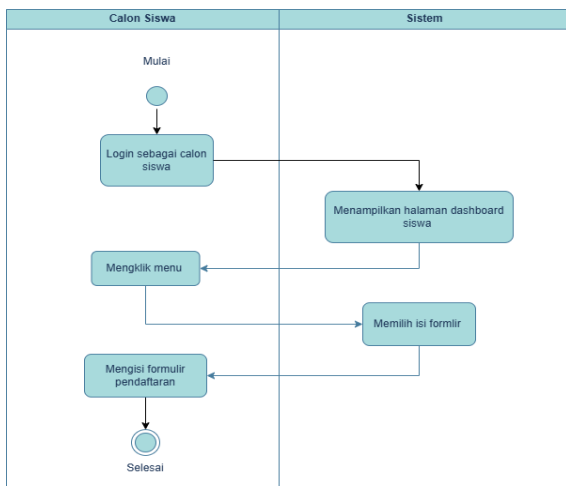 Calon Siswa
Sistem
Mulai
Login sebagai calon
siswa
Menampilkan halaman dashboard
siswa
Mengklik menu
Memilih isi formlir
Mengisi formulir
pendaftaran
Selesai